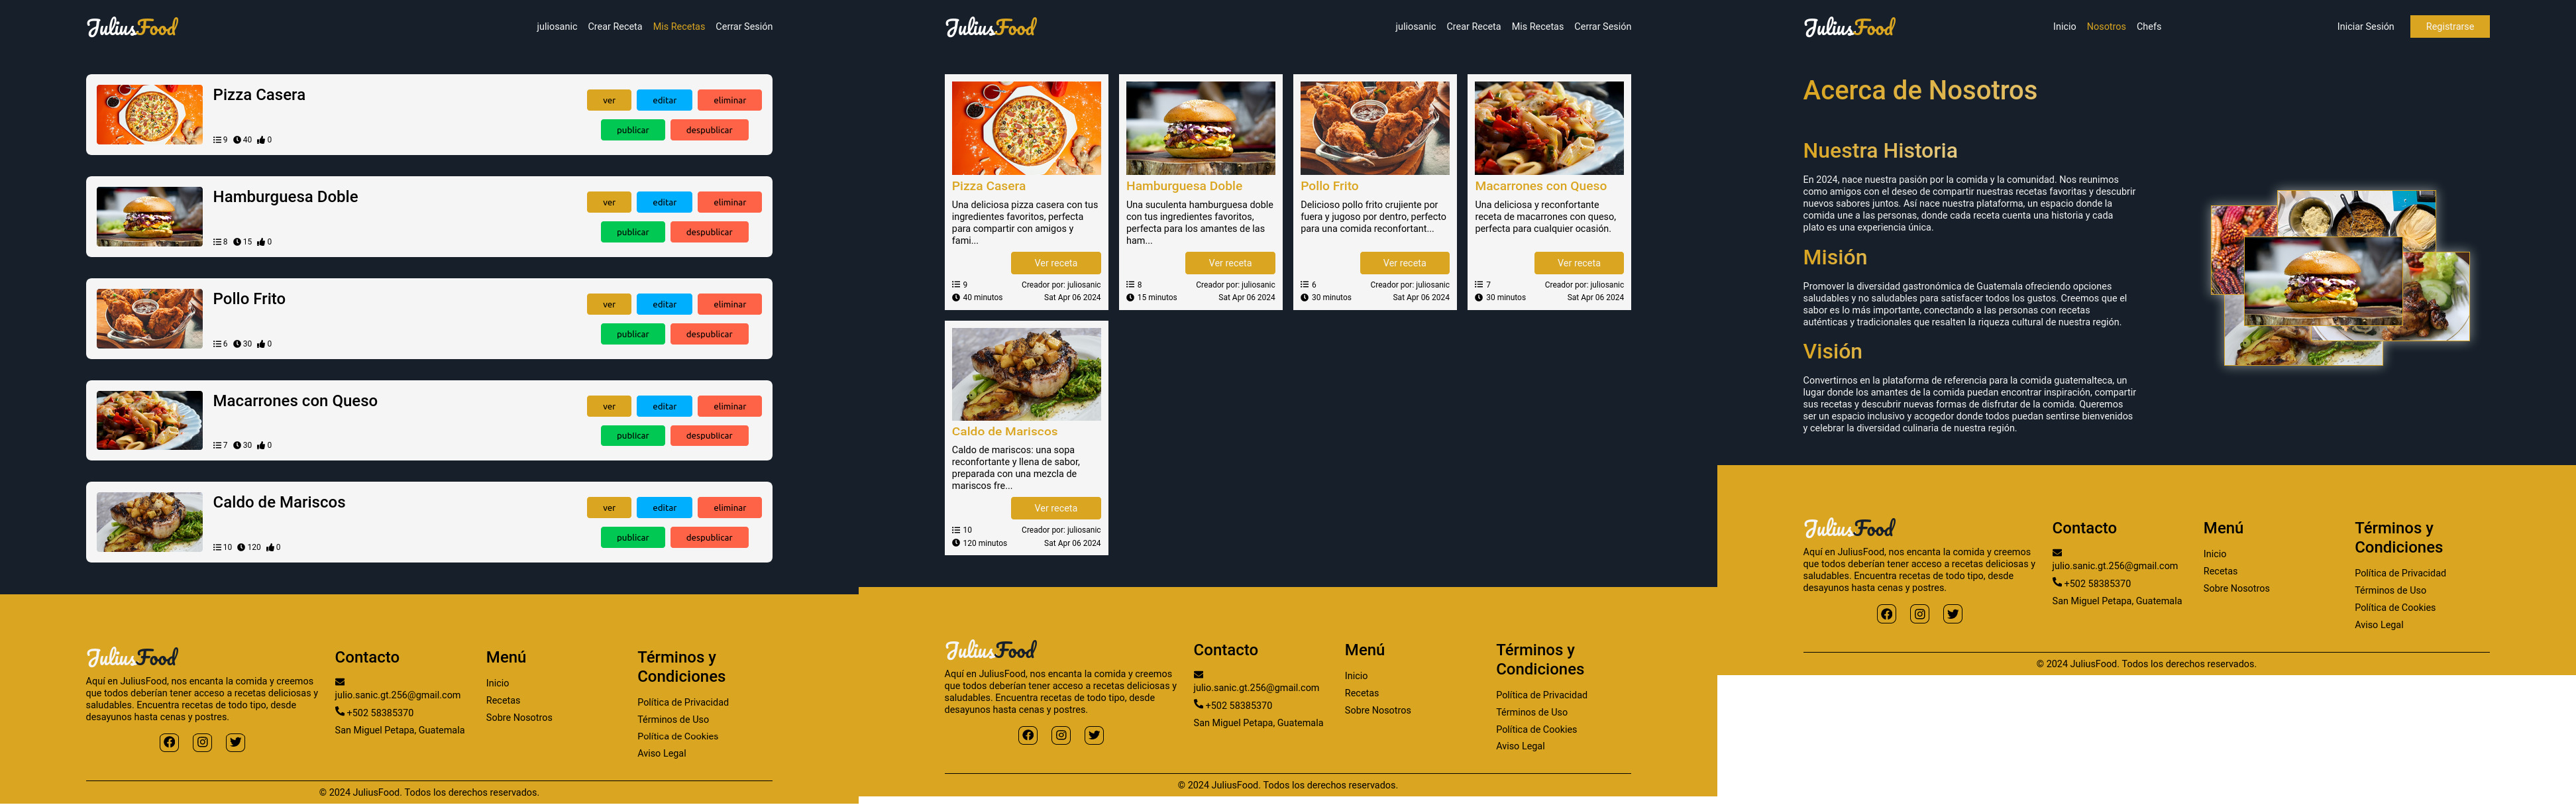 JuliusFood
juliosanic Crear Receta Mis Recetas Cerrar Sesión
Pizza Casera
9 40 0
ver editar eliminar
publicar despublicar
Hamburguesa Doble
8 15 0
ver editar eliminar
publicar despublicar
Pollo Frito
6 30 0
ver editar eliminar
publicar despublicar
Macarrones con Queso
7 30 0
ver editar eliminar
publicar despublicar
Caldo de Mariscos
10 120 0
ver editar eliminar
publicar despublicar
JuliusFood
Aquí en JuliusFood, nos encanta la comida y creemos
que todos deberían tener acceso a recetas deliciosas y
saludables. Encuentra recetas de todo tipo, desde
desayunos hasta cenas y postres.
Contacto
julio.sanic.gt.256@gmail.com
+502 58385370
San Miguel Petapa, Guatemala
Menú
Inicio
Recetas
Sobre Nosotros
Términos y
Condiciones
Política de Privacidad
Términos de Uso
Política de Cookies
Aviso Legal
© 2024 JuliusFood. Todos los derechos reservados.
JuliusFood
juliosanic Crear Receta Mis Recetas Cerrar Sesión
Pizza Casera
Una deliciosa pizza casera con tus
ingredientes favoritos, perfecta
para compartir con amigos y
fami...
Ver receta
9 Creador por: juliosanic
40 minutos Sat Apr 06 2024
Hamburguesa Doble
Una suculenta hamburguesa doble
con tus ingredientes favoritos,
perfecta para los amantes de las
ham...
Ver receta
8 Creador por: juliosanic
15 minutos Sat Apr 06 2024
Pollo Frito
Delicioso pollo frito crujiente por
fuera y jugoso por dentro, perfecto
para una comida reconfortant...
Ver receta
6 Creador por: juliosanic
30 minutos Sat Apr 06 2024
Macarrones con Queso
Una deliciosa y reconfortante
receta de macarrones con queso,
perfecta para cualquier ocasión.
Ver receta
7 Creador por: juliosanic
30 minutos Sat Apr 06 2024
Caldo de Mariscos
Caldo de mariscos: una sopa
reconfortante y llena de sabor,
preparada con una mezcla de
mariscos fre...
Ver receta
10 Creador por: juliosanic
120 minutos Sat Apr 06 2024
JuliusFood
Aquí en JuliusFood, nos encanta la comida y creemos
que todos deberían tener acceso a recetas deliciosas y
saludables. Encuentra recetas de todo tipo, desde
desayunos hasta cenas y postres.
Contacto
julio.sanic.gt.256@gmail.com
+502 58385370
San Miguel Petapa, Guatemala
Menú
Inicio
Recetas
Sobre Nosotros
Términos y
Condiciones
Política de Privacidad
Términos de Uso
Política de Cookies
Aviso Legal
© 2024 JuliusFood. Todos los derechos reservados.
JuliusFood
Inicio Nosotros Chefs
Iniciar Sesión Registrarse
Acerca de Nosotros
Nuestra Historia
En 2024, nace nuestra pasión por la comida y la comunidad. Nos reunimos
como amigos con el deseo de compartir nuestras recetas favoritas y descubrir
nuevos sabores juntos. Así nace nuestra plataforma, un espacio donde la
comida une a las personas, donde cada receta cuenta una historia y cada
plato es una experiencia única.
Misión
Promover la diversidad gastronómica de Guatemala ofreciendo opciones
saludables y no saludables para satisfacer todos los gustos. Creemos que el
sabor es lo más importante, conectando a las personas con recetas
auténticas y tradicionales que resalten la riqueza cultural de nuestra región.
Visión
Convertirnos en la plataforma de referencia para la comida guatemalteca, un
lugar donde los amantes de la comida puedan encontrar inspiración, compartir
sus recetas y descubrir nuevas formas de disfrutar de la comida. Queremos
ser un espacio inclusivo y acogedor donde todos puedan sentirse bienvenidos
y celebrar la diversidad culinaria de nuestra región.
JuliusFood
Aquí en JuliusFood, nos encanta la comida y creemos
que todos deberían tener acceso a recetas deliciosas y
saludables. Encuentra recetas de todo tipo, desde
desayunos hasta cenas y postres.
Contacto
julio.sanic.gt.256@gmail.com
+502 58385370
San Miguel Petapa, Guatemala
Menú
Inicio
Recetas
Sobre Nosotros
Términos y
Condiciones
Política de Privacidad
Términos de Uso
Política de Cookies
Aviso Legal
© 2024 JuliusFood. Todos los derechos reservados.